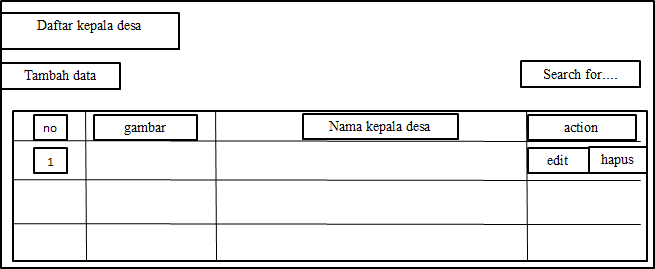 Daftar kepala desa
Tambah data
Search for....
no
gambar
Nama kepala desa
action
1
edit
hapus